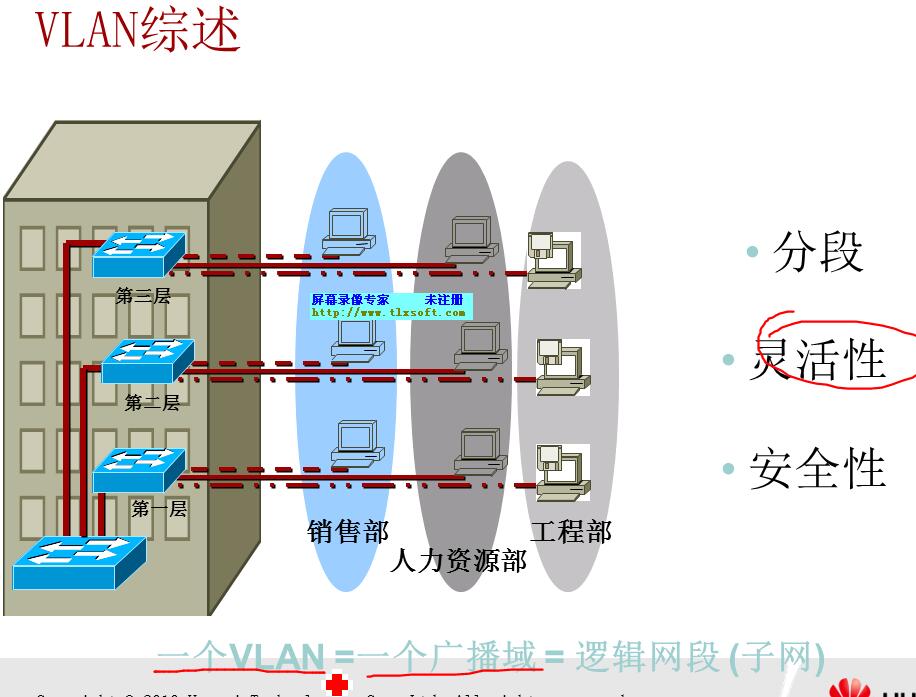 VLAN综述
分段
第三层
屏幕录像专家 未注册
http://www.tlxsoft.com
灵活性
第二层
安全性
第一层
销售部
工程部
人力资源部
一个VLAN =一个广播域 = 逻辑网段 (子网)